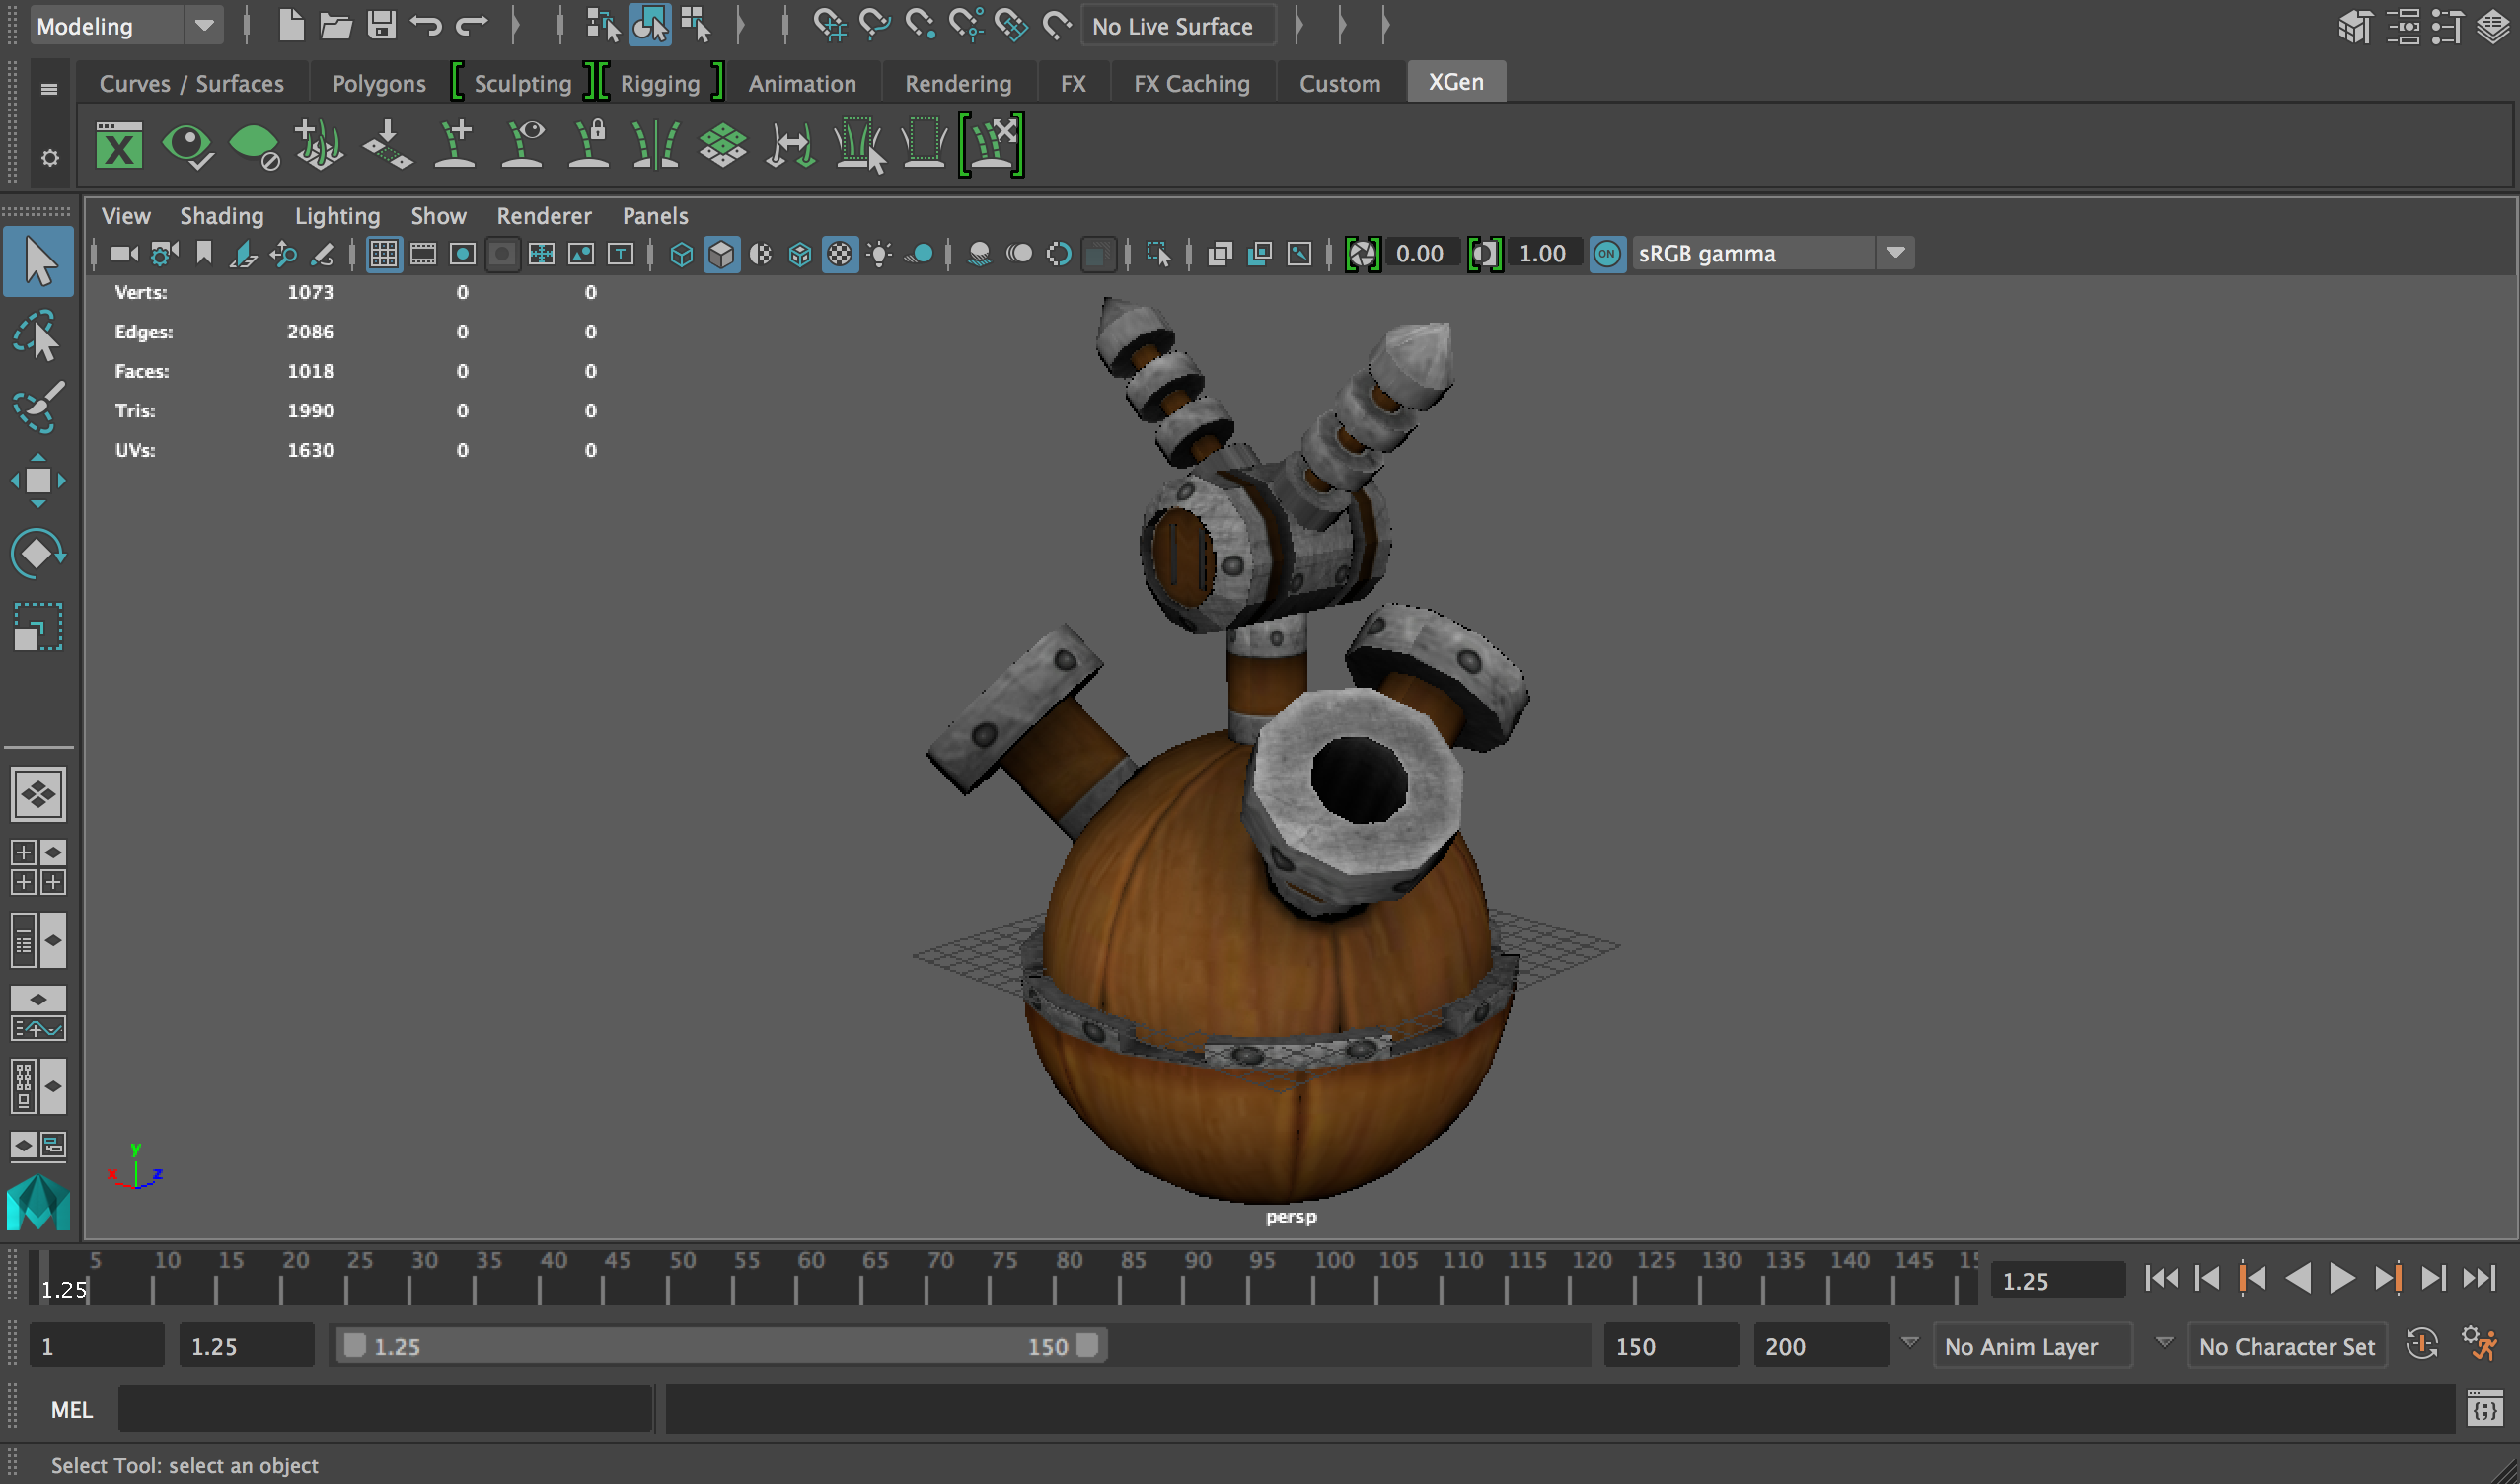 Modeling
No Live Surface
Curves / Surfaces Polygons Sculpting Rigging Animation Rendering FX FX Caching Custom XGen
X
View Shading Lighting Show Renderer Panels
T 0.00 1.00 ON sRGB gamma
Verts: 1073 0 0
Edges: 2086 0 0
Faces: 1018 0 0
Tris: 1990 0 0
UVs: 1630 0 0
y
x z
persp
5 10 15 20 25 30 35 40 45 50 55 60 65 70 75 80 85 90 95 100 105 110 115 120 125 130 135 140 145
1.25 1.25
1 1.25 1.25 150 150 200 No Anim Layer No Character Set
MEL {;}
Select Tool: select an object